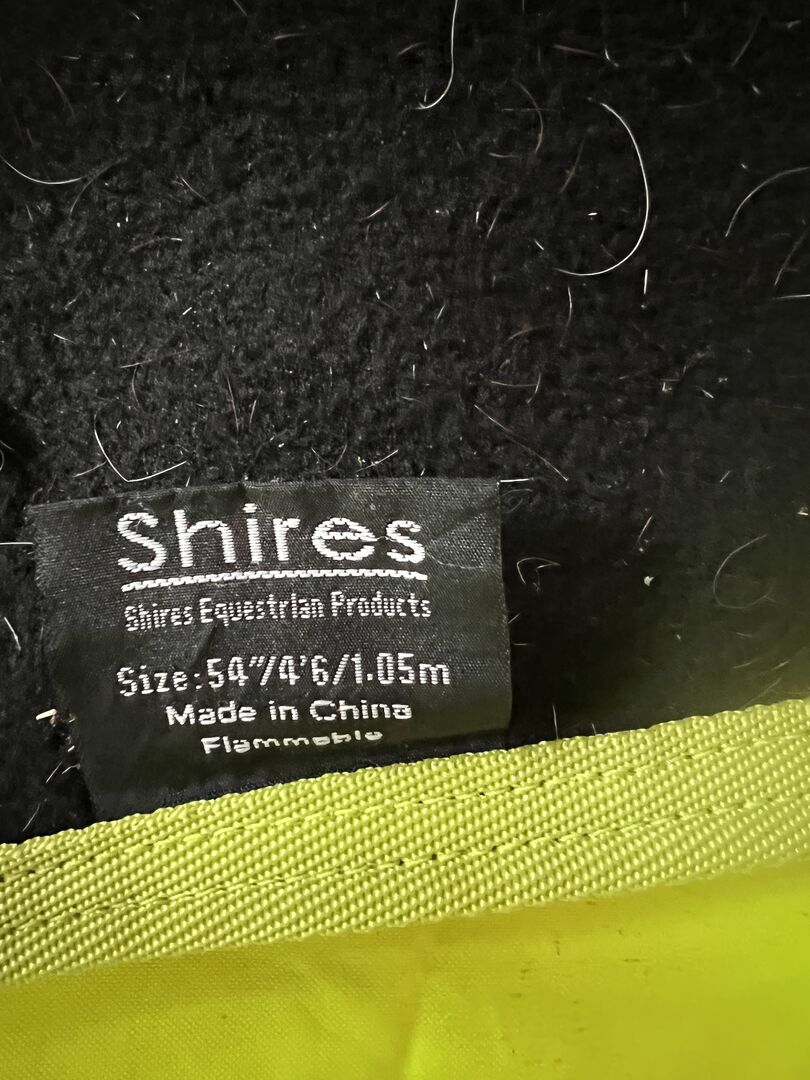 Shires
Shires Equestrian Products
Size:54"/4'6/1.05m
Made in China
Flammable